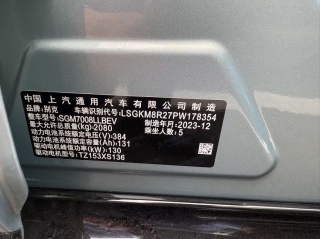 中国 上汽通用汽车有限公司 制造
品牌:别克 车辆识别代号:LSGKM8R27PW178354
整车型号:SGM7008LLBEV 制造年月:2023-12
最大允许总质量(kg)-2080 乘坐人数:5
动力电池系统额定电压(V)-384
动力电池系统额定容量(Ah)-131
驱动电机峰值功率(kW)-130
驱动电机型号:TZ153XS136